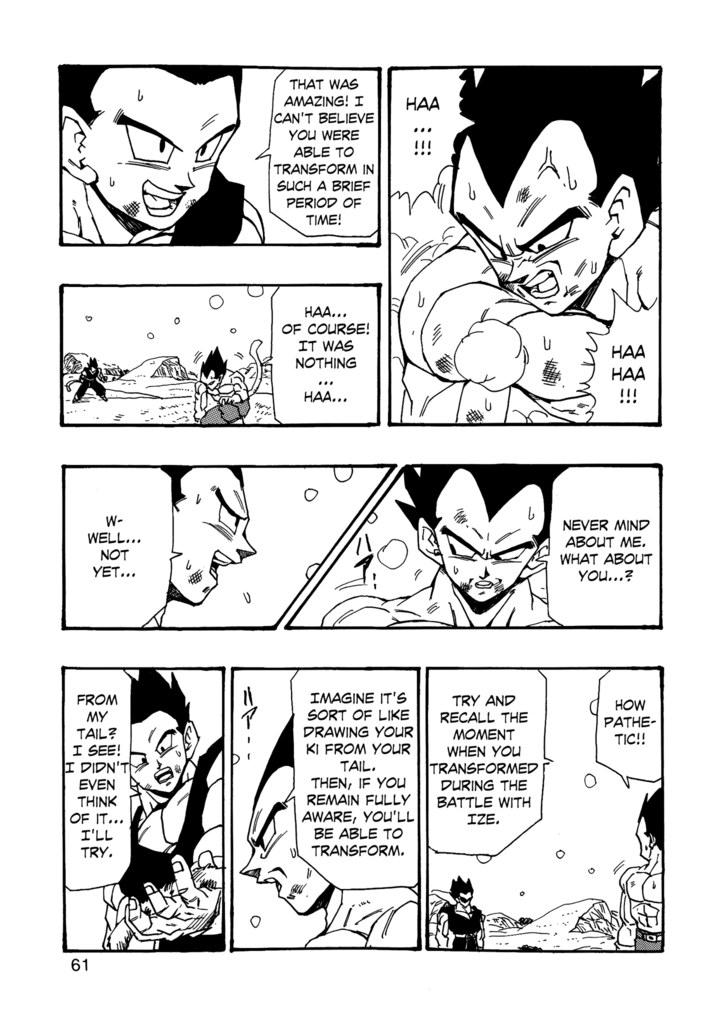 HAA
...
!!!
HAA
HAA
!!!
THAT WAS
AMAZING! I
CAN'T BELIEVE
YOU WERE
ABLE TO
TRANSFORM IN
SUCH A BRIEF
PERIOD OF
TIME!
HAA...
OF COURSE!
IT WAS
NOTHING
...
HAA...
NEVER MIND
ABOUT ME.
WHAT ABOUT
YOU...?
W-
WELL...
NOT
YET...
HOW
PATHE-
TIC!!
TRY AND
RECALL THE
MOMENT
WHEN YOU
TRANSFORMED
DURING THE
BATTLE WITH
IZE.
IMAGINE IT'S
SORT OF LIKE
DRAWING YOUR
KI FROM YOUR
TAIL.
THEN, IF YOU
REMAIN FULLY
AWARE, YOU'LL
BE ABLE TO
TRANSFORM.
FROM
MY
TAIL?
I SEE!
I DIDN'T
EVEN
THINK
OF IT...
I'LL
TRY.
61